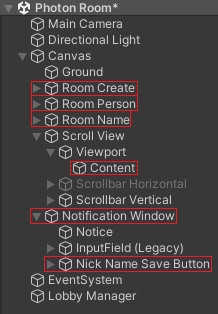 Photon Room*
Main Camera
Directional Light
Canvas
Ground
Room Create
Room Person
Room Name
Scroll View
Viewport
Content
Scrollbar Horizontal
Scrollbar Vertical
Notification Window
Notice
InputField (Legacy)
Nick Name Save Button
EventSystem
Lobby Manager